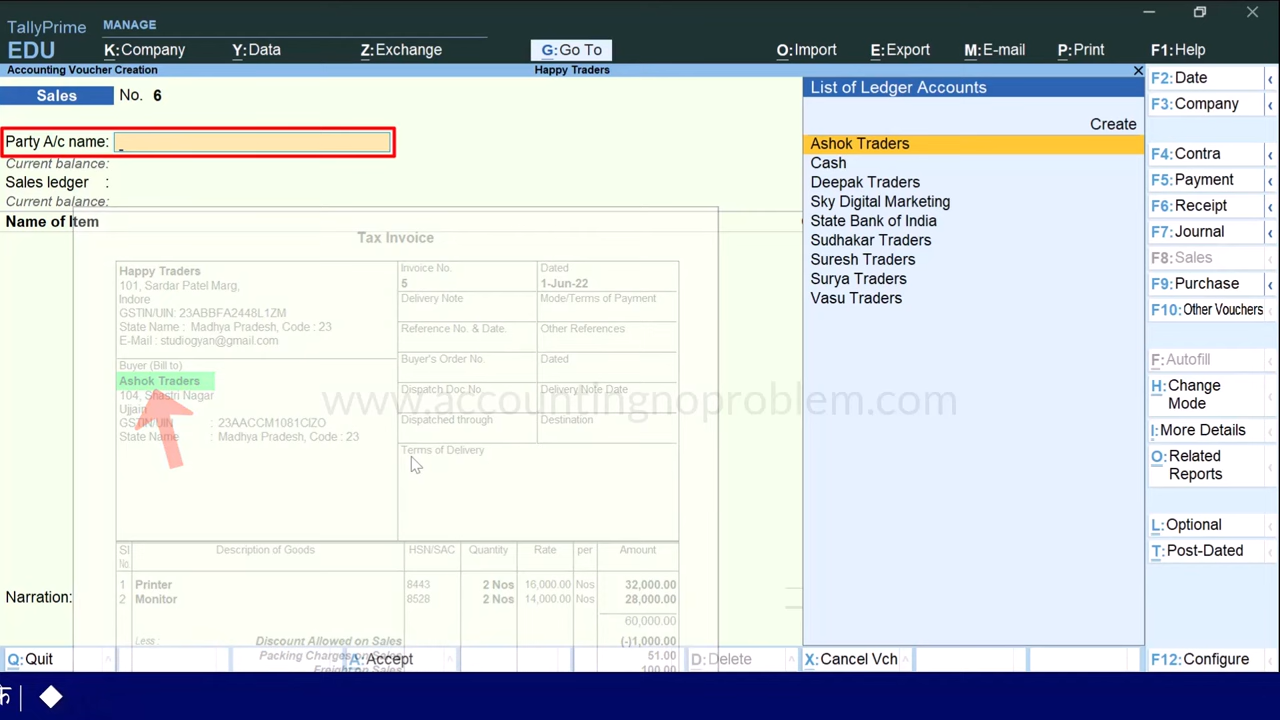 TallyPrime
EDU
MANAGE
K:Company
Y:Data
Z:Exchange
G:Go To
O:Import
E:Export
M:E-mail
P:Print
F1:Help
Accounting Voucher Creation
Happy Traders
Sales
No. 6
Party A/c name:
Current balance:
Sales ledger :
Current balance:
Name of Item
Tax Invoice
Happy Traders
101, Sardar Patel Marg,
Indore
GSTIN/UIN: 23ABBFA2448L1ZM
State Name : Madhya Pradesh, Code : 23
E-Mail : studiogyan@gmail.com
Buyer (Bill to)
Ashok Traders
104, Shastri Nagar
Ujjain
GSTIN/UIN : 23AACCM1081CIZO
State Name : Madhya Pradesh, Code : 23
Invoice No.
5
Dated
1-Jun-22
Delivery Note
Mode/Terms of Payment
Reference No. & Date.
Other References
Buyer's Order No.
Dated
Dispatch Doc No.
Delivery Note Date
Dispatched through
Destination
Terms of Delivery
www.accountingnoproblem.com
Sl No.
Description of Goods
HSN/SAC
Quantity
Rate
per
Amount
1 Printer 8443 2 Nos 16,000.00 Nos 32,000.00
2 Monitor 8528 2 Nos 14,000.00 Nos 28,000.00
60,000.00
Less : Discount Allowed on Sales (-)1,000.00
Packing Charges on Sales 51.00
Freight on Sales 100.00
Narration:
List of Ledger Accounts
Create
Ashok Traders
Cash
Deepak Traders
Sky Digital Marketing
State Bank of India
Sudhakar Traders
Suresh Traders
Surya Traders
Vasu Traders
F2:Date
F3:Company
F4:Contra
F5:Payment
F6:Receipt
F7:Journal
F8:Sales
F9:Purchase
F10:Other Vouchers
F:Autofill
H:Change
Mode
I:More Details
O:Related
Reports
L:Optional
T:Post-Dated
Q:Quit
A:Accept
D:Delete
X:Cancel Vch
F12:Configure